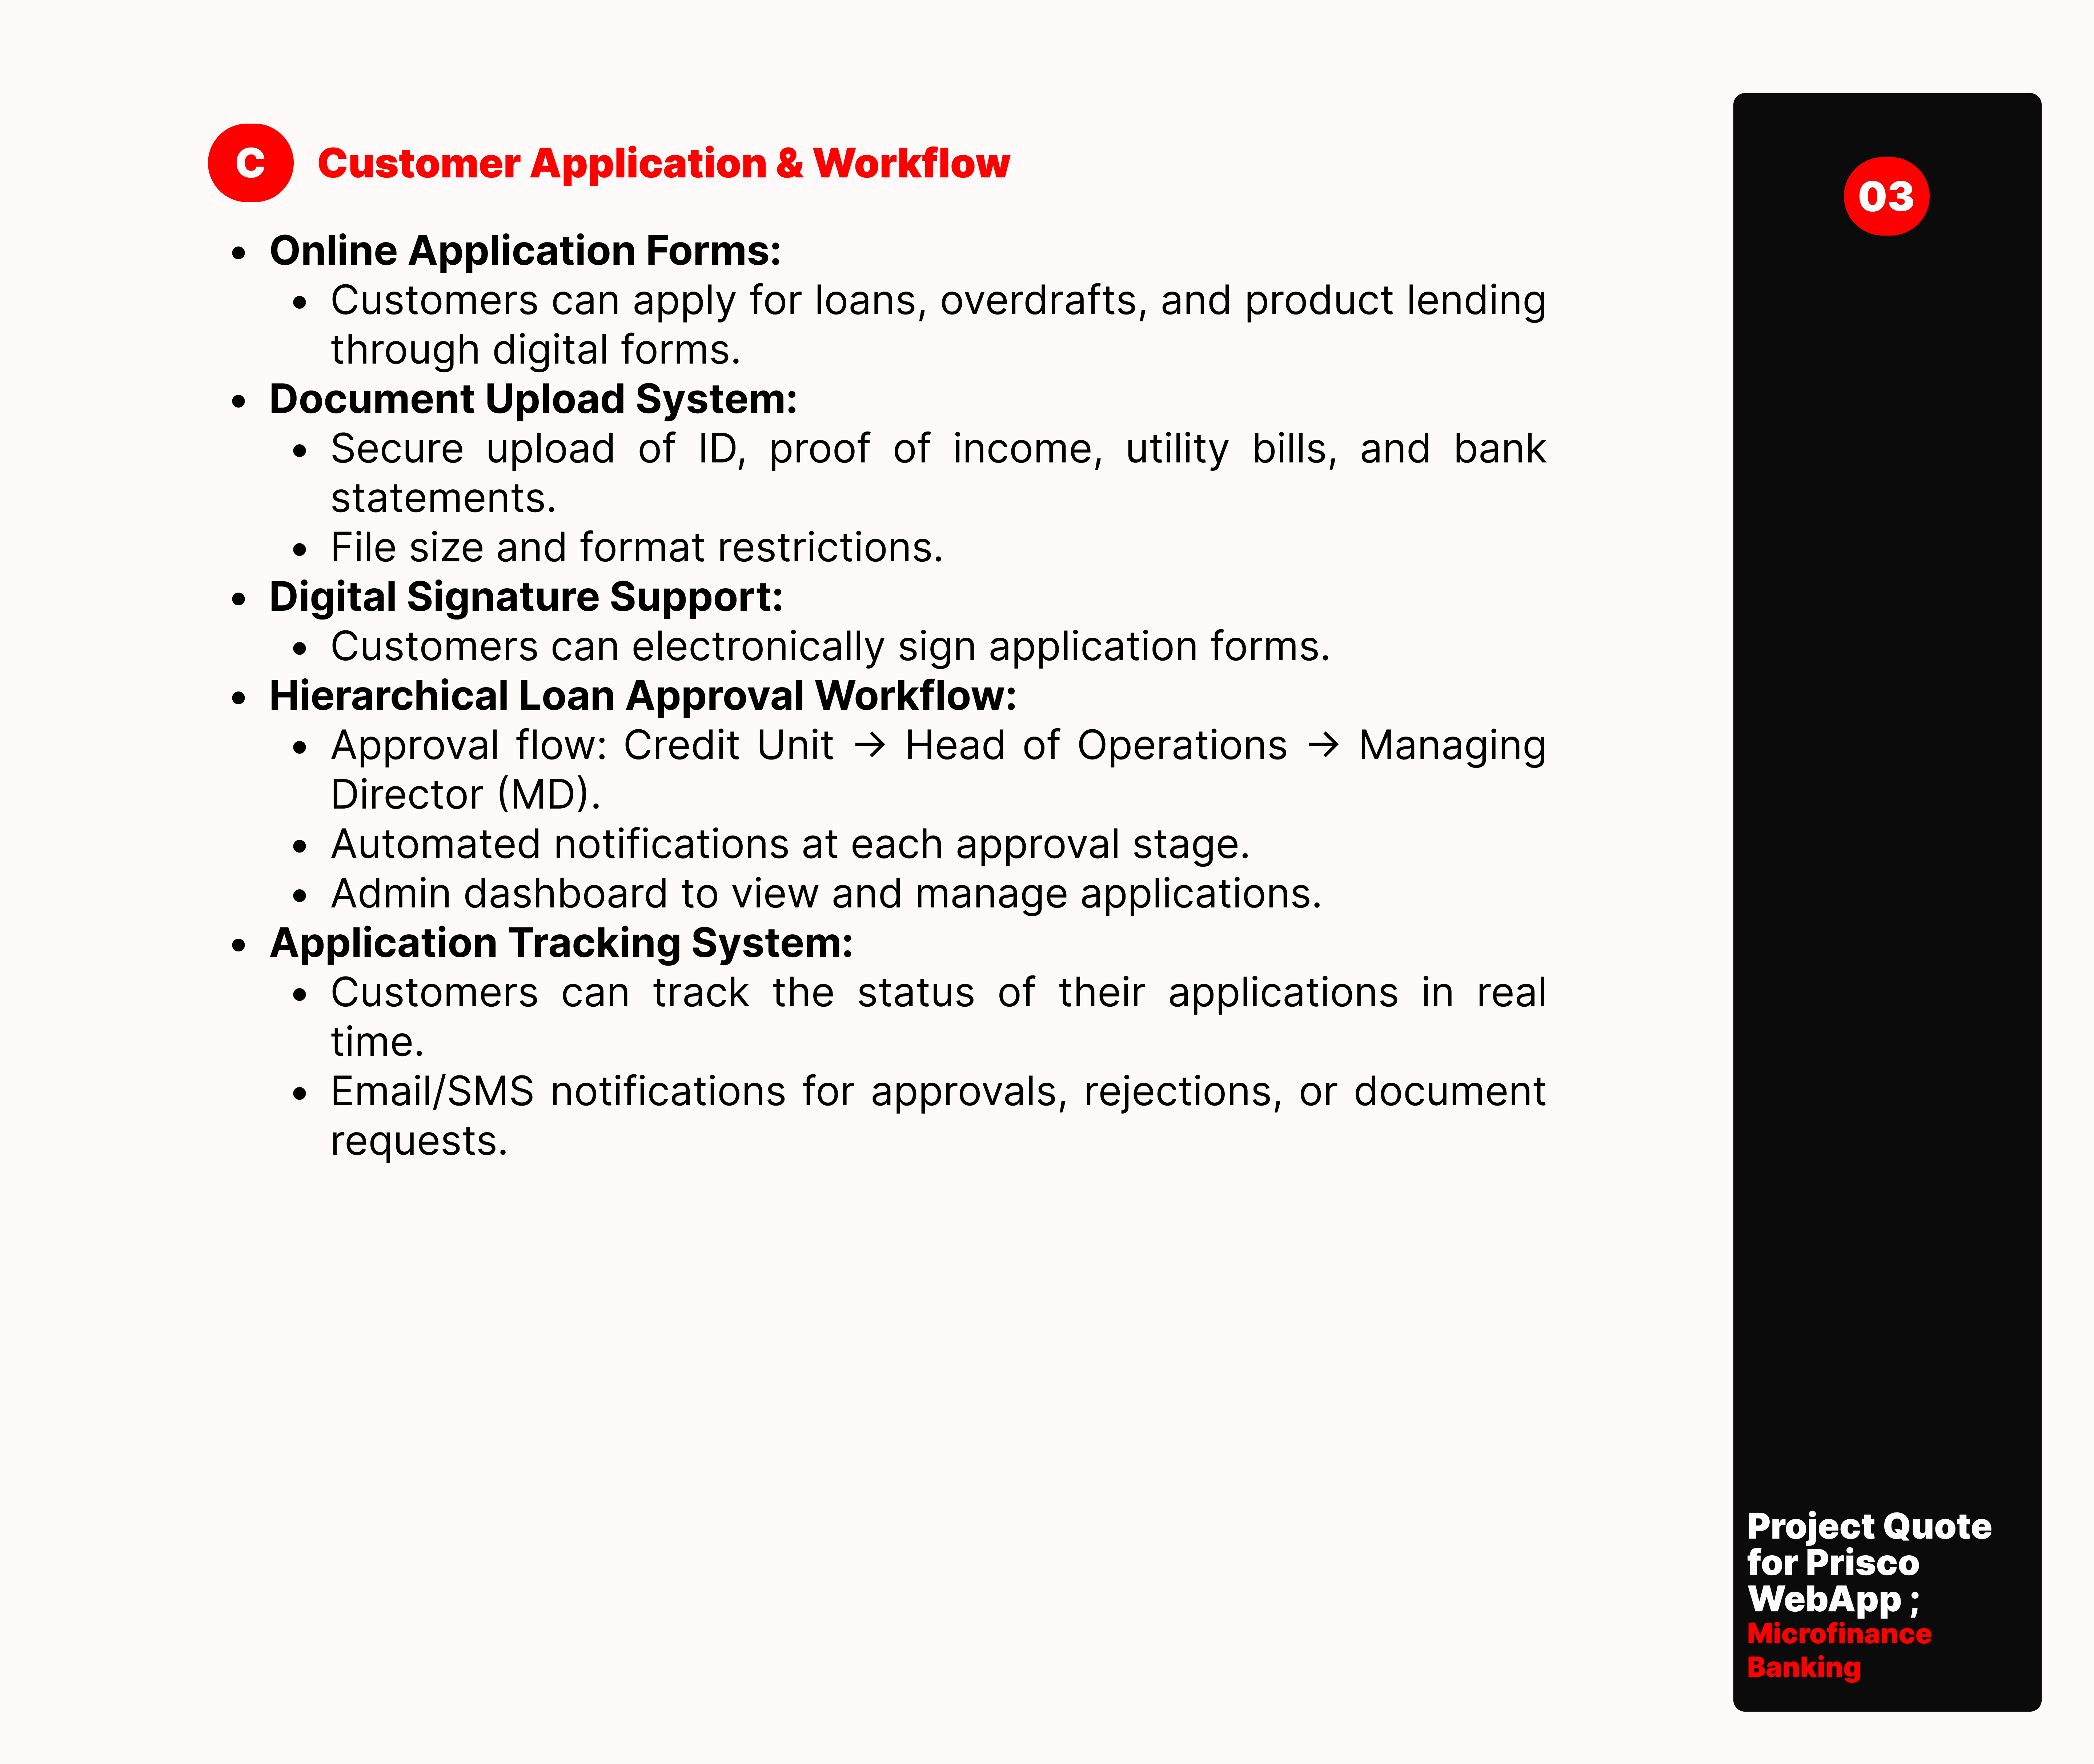 C Customer Application & Workflow
• Online Application Forms:
• Customers can apply for loans, overdrafts, and product lending
through digital forms.
• Document Upload System:
• Secure upload of ID, proof of income, utility bills, and bank
statements.
• File size and format restrictions.
• Digital Signature Support:
• Customers can electronically sign application forms.
• Hierarchical Loan Approval Workflow:
• Approval flow: Credit Unit → Head of Operations → Managing
Director (MD).
• Automated notifications at each approval stage.
• Admin dashboard to view and manage applications.
• Application Tracking System:
• Customers can track the status of their applications in real
time.
• Email/SMS notifications for approvals, rejections, or document
requests.
03
Project Quote
for Prisco
WebApp ;
Microfinance
Banking